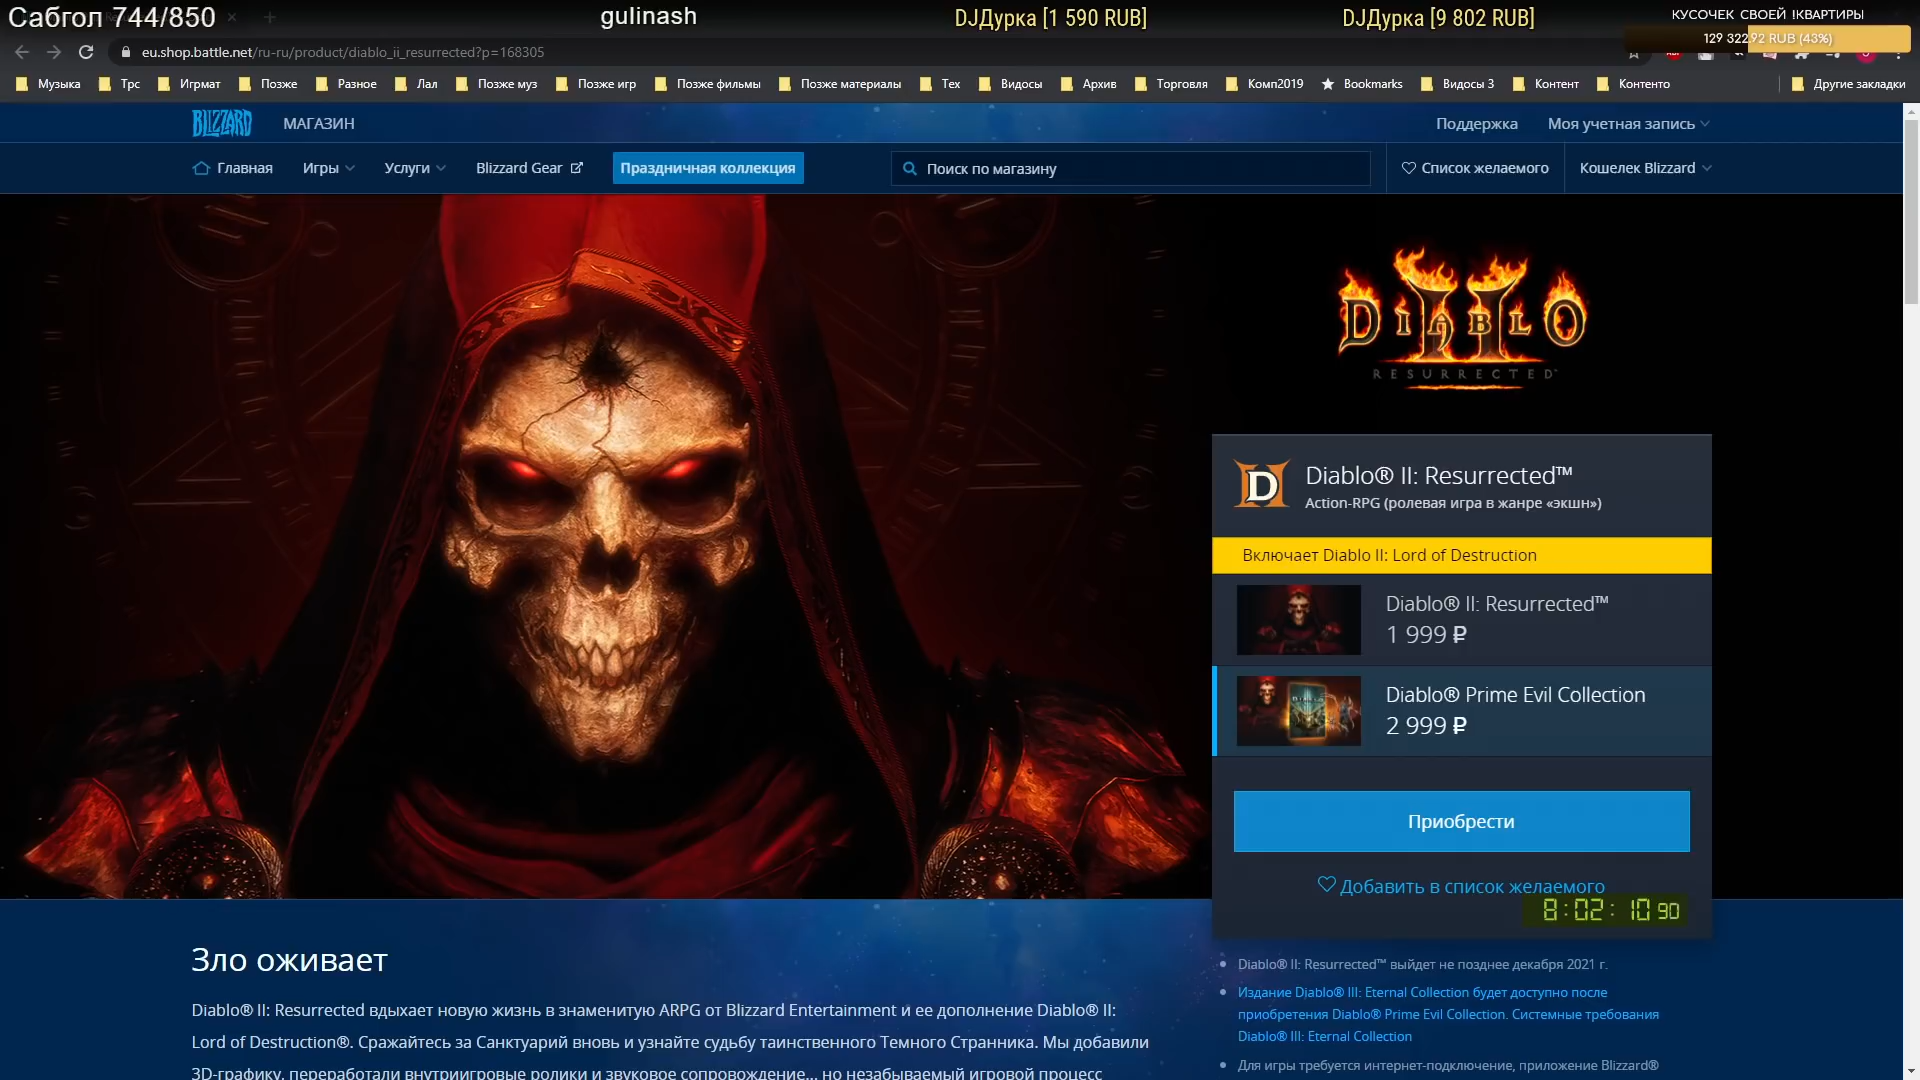 Сабгол 744/850
gulinash
DJДурка [1 590 RUB]
DJДурка [9 802 RUB]
КУСОЧЕК СВОЕЙ !КВАРТИРЫ
129 322.92 RUB (43%)
eu.shop.battle.net/ru-ru/product/diablo_ii_resurrected?p=168305
Музыка Трс Игрмат Позже Разное Лал Позже муз Позже игр Позже фильмы Позже материалы Тех Видосы Архив Торговля Комп2019 Bookmarks Видосы 3 Контент Контенто Другие закладки
BLIZZARD МАГАЗИН Поддержка Моя учетная запись
Главная Игры Услуги Blizzard Gear Праздничная коллекция Поиск по магазину Список желаемого Кошелек Blizzard
DIABLO II
RESURRECTED
Diablo® II: Resurrected™
Action-RPG (ролевая игра в жанре «экшн»)
Включает Diablo II: Lord of Destruction
Diablo® II: Resurrected™
1 999 ₽
Diablo® Prime Evil Collection
2 999 ₽
Приобрести
Добавить в список желаемого
8:02:10 90
Зло оживает
Diablo® II: Resurrected вдыхает новую жизнь в знаменитую ARPG от Blizzard Entertainment и ее дополнение Diablo® II:
Lord of Destruction®. Сражайтесь за Санктуарий вновь и узнайте судьбу таинственного Темного Странника. Мы добавили
3D-графику, переработали внутриигровые ролики и звуковое сопровождение... но незабываемый игровой процесс
Diablo® II: Resurrected™ выйдет не позднее декабря 2021 г.
Издание Diablo® III: Eternal Collection будет доступно после
приобретения Diablo® Prime Evil Collection. Системные требования
Diablo® III: Eternal Collection
Для игры требуется интернет-подключение, приложение Blizzard®